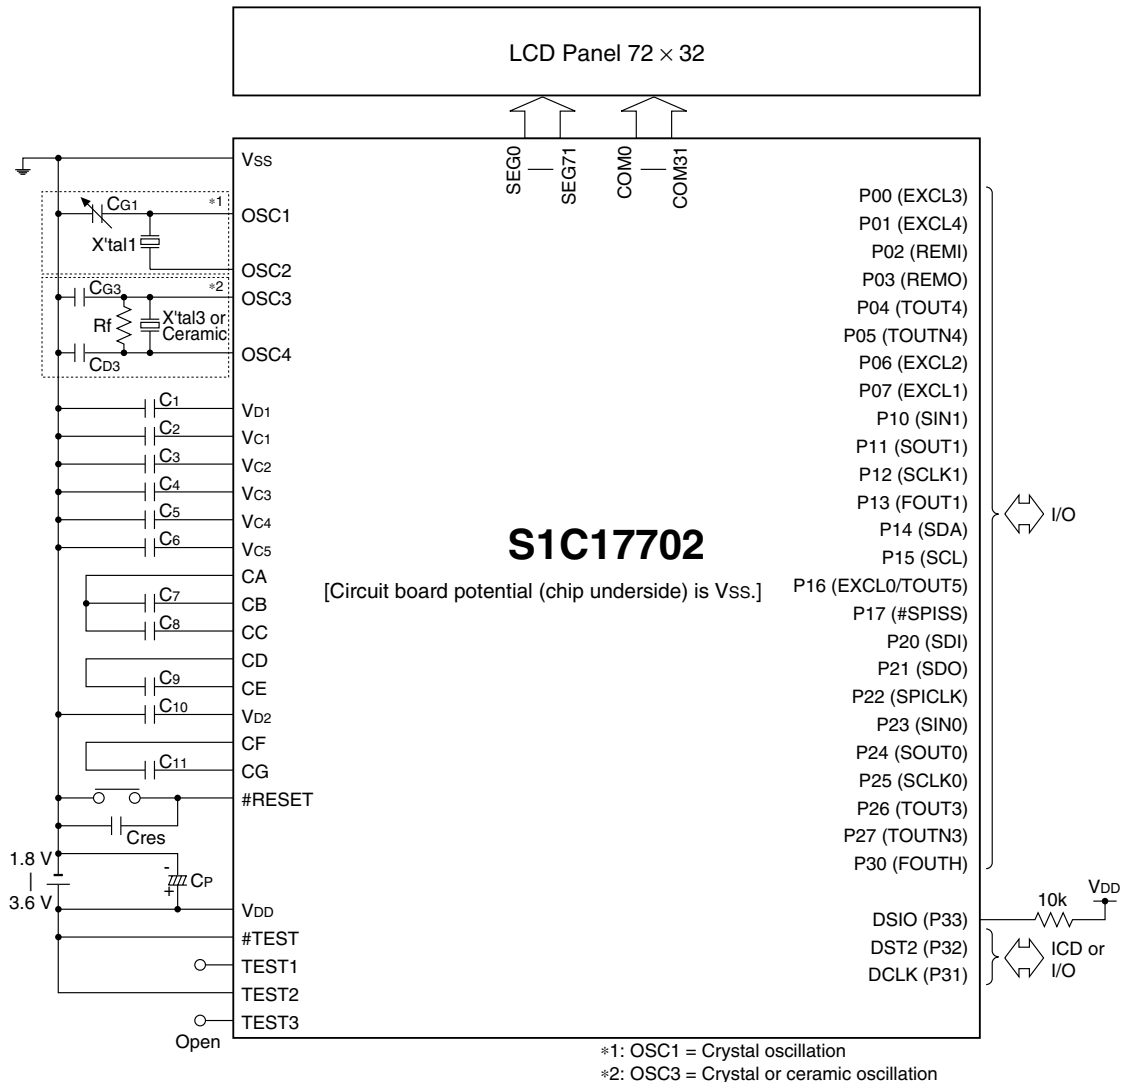 LCD Panel 72 × 32
SEG0
SEG71
COM0
COM31
VSS
CG1
*1
OSC1
X'tal1
OSC2
CG3
*2
OSC3
Rf
X'tal3 or
Ceramic
CD3
OSC4
C1
VD1
C2
VC1
C3
VC2
C4
VC3
C5
VC4
C6
VC5
CA
C7
CB
C8
CC
CD
C9
CE
C10
VD2
CF
C11
CG
#RESET
Cres
1.8 V
3.6 V
-
+
CP
VDD
#TEST
TEST1
TEST2
TEST3
Open
S1C17702
[Circuit board potential (chip underside) is VSS.]
P00 (EXCL3)
P01 (EXCL4)
P02 (REMI)
P03 (REMO)
P04 (TOUT4)
P05 (TOUTN4)
P06 (EXCL2)
P07 (EXCL1)
P10 (SIN1)
P11 (SOUT1)
P12 (SCLK1)
P13 (FOUT1)
P14 (SDA)
P15 (SCL)
P16 (EXCL0/TOUT5)
P17 (#SPISS)
P20 (SDI)
P21 (SDO)
P22 (SPICLK)
P23 (SIN0)
P24 (SOUT0)
P25 (SCLK0)
P26 (TOUT3)
P27 (TOUTN3)
P30 (FOUTH)
I/O
DSIO (P33)
10k
VDD
DST2 (P32)
DCLK (P31)
ICD or
I/O
*1: OSC1 = Crystal oscillation
*2: OSC3 = Crystal or ceramic oscillation